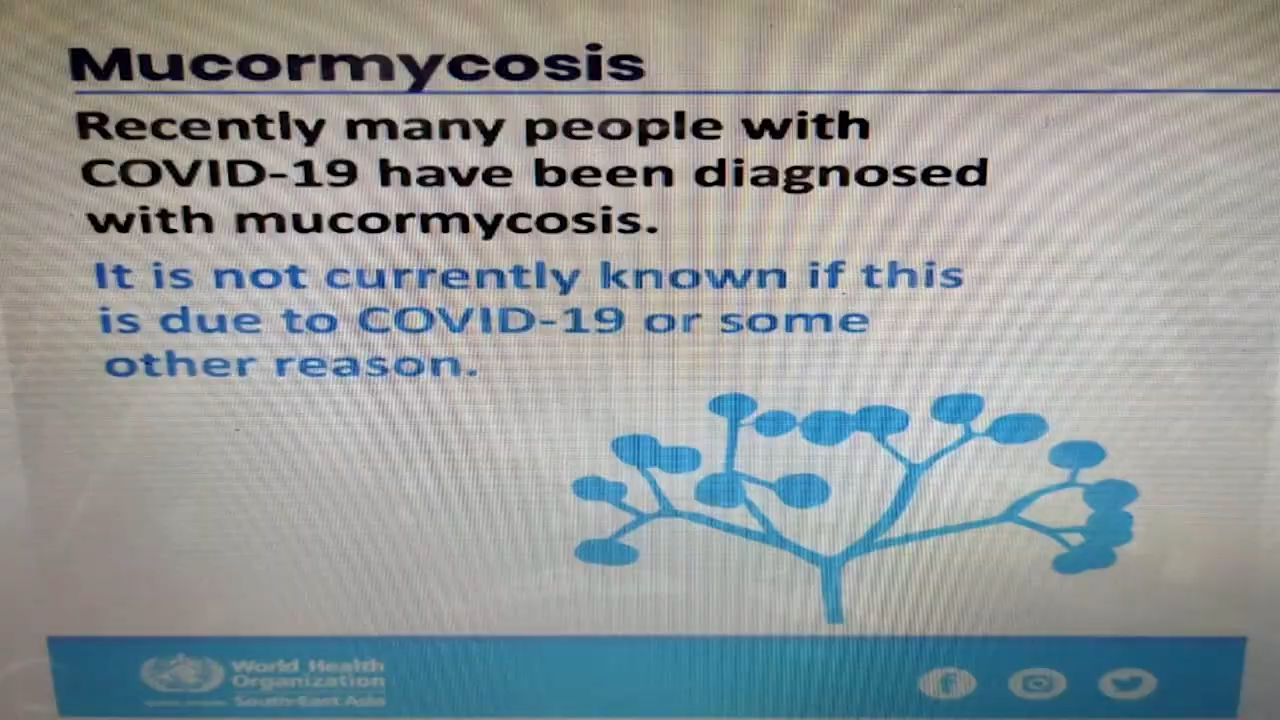 Mucormycosis
Recently many people with
COVID-19 have been diagnosed
with mucormycosis.
It is not currently known if this
is due to COVID-19 or some
other reason.
World Health
Organization
South-East Asia